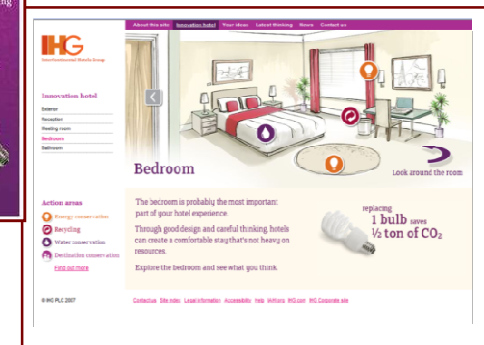 About this site Innovation hotel Your ideas Latest thinking News Contact us
IHG
InterContinental Hotels Group
Innovation hotel
Exterior
Reception
Meeting room
Bedroom
Bathroom
Bedroom
Look around the room
Action areas
Energy conservation
Recycling
Water conservation
Destination conservation
Find out more
The bedroom is probably the most important
part of your hotel experience.
Through good design and careful thinking, hotels
can create a comfortable stay that's not heavy on
resources.
Explore the bedroom and see what you think
replacing
1 bulb saves
½ ton of CO₂
© IHG PLC 2007
Contact us Site index Legal information Accessibility Help IHG.com IHG Corporate site